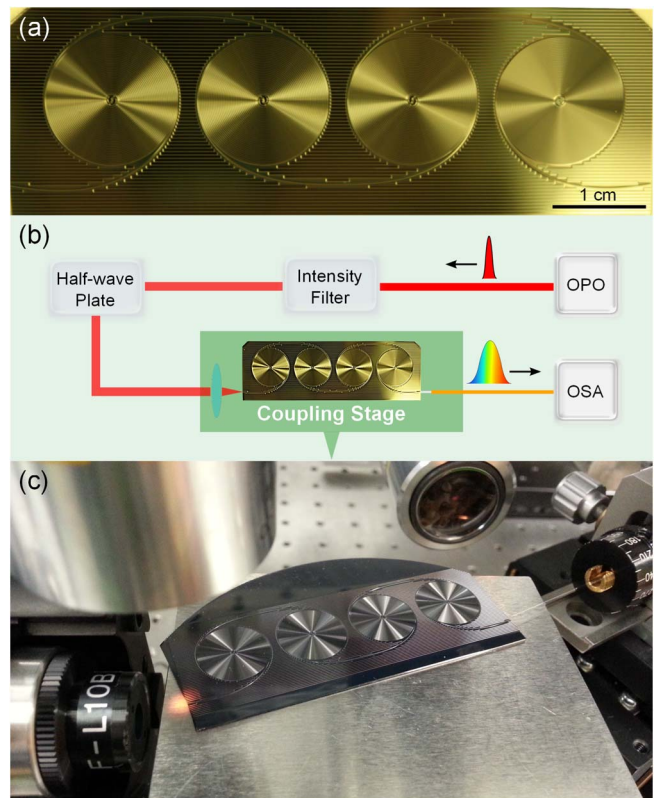 (a)
1 cm
(b)
Half-wave
Plate
Intensity
Filter
OPO
Coupling Stage
OSA
(c)
F-L10B